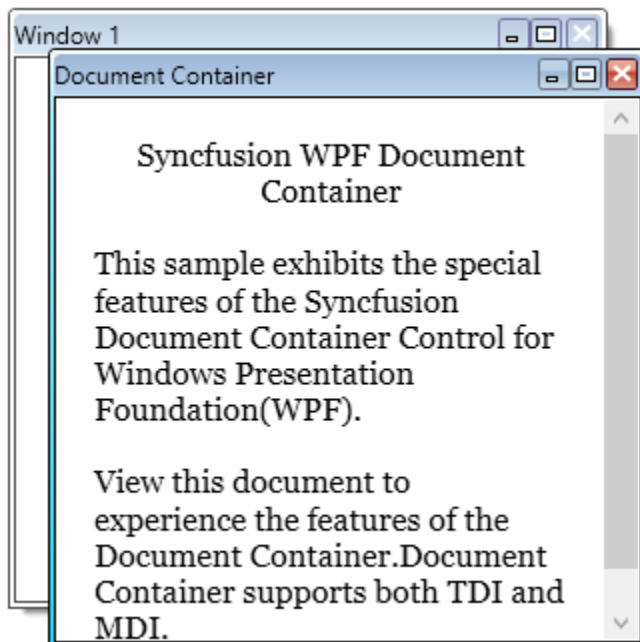 Window 1
Document Container
Syncfusion WPF Document
Container
This sample exhibits the special
features of the Syncfusion
Document Container Control for
Windows Presentation
Foundation(WPF).
View this document to
experience the features of the
Document Container.Document
Container supports both TDI and
MDI.